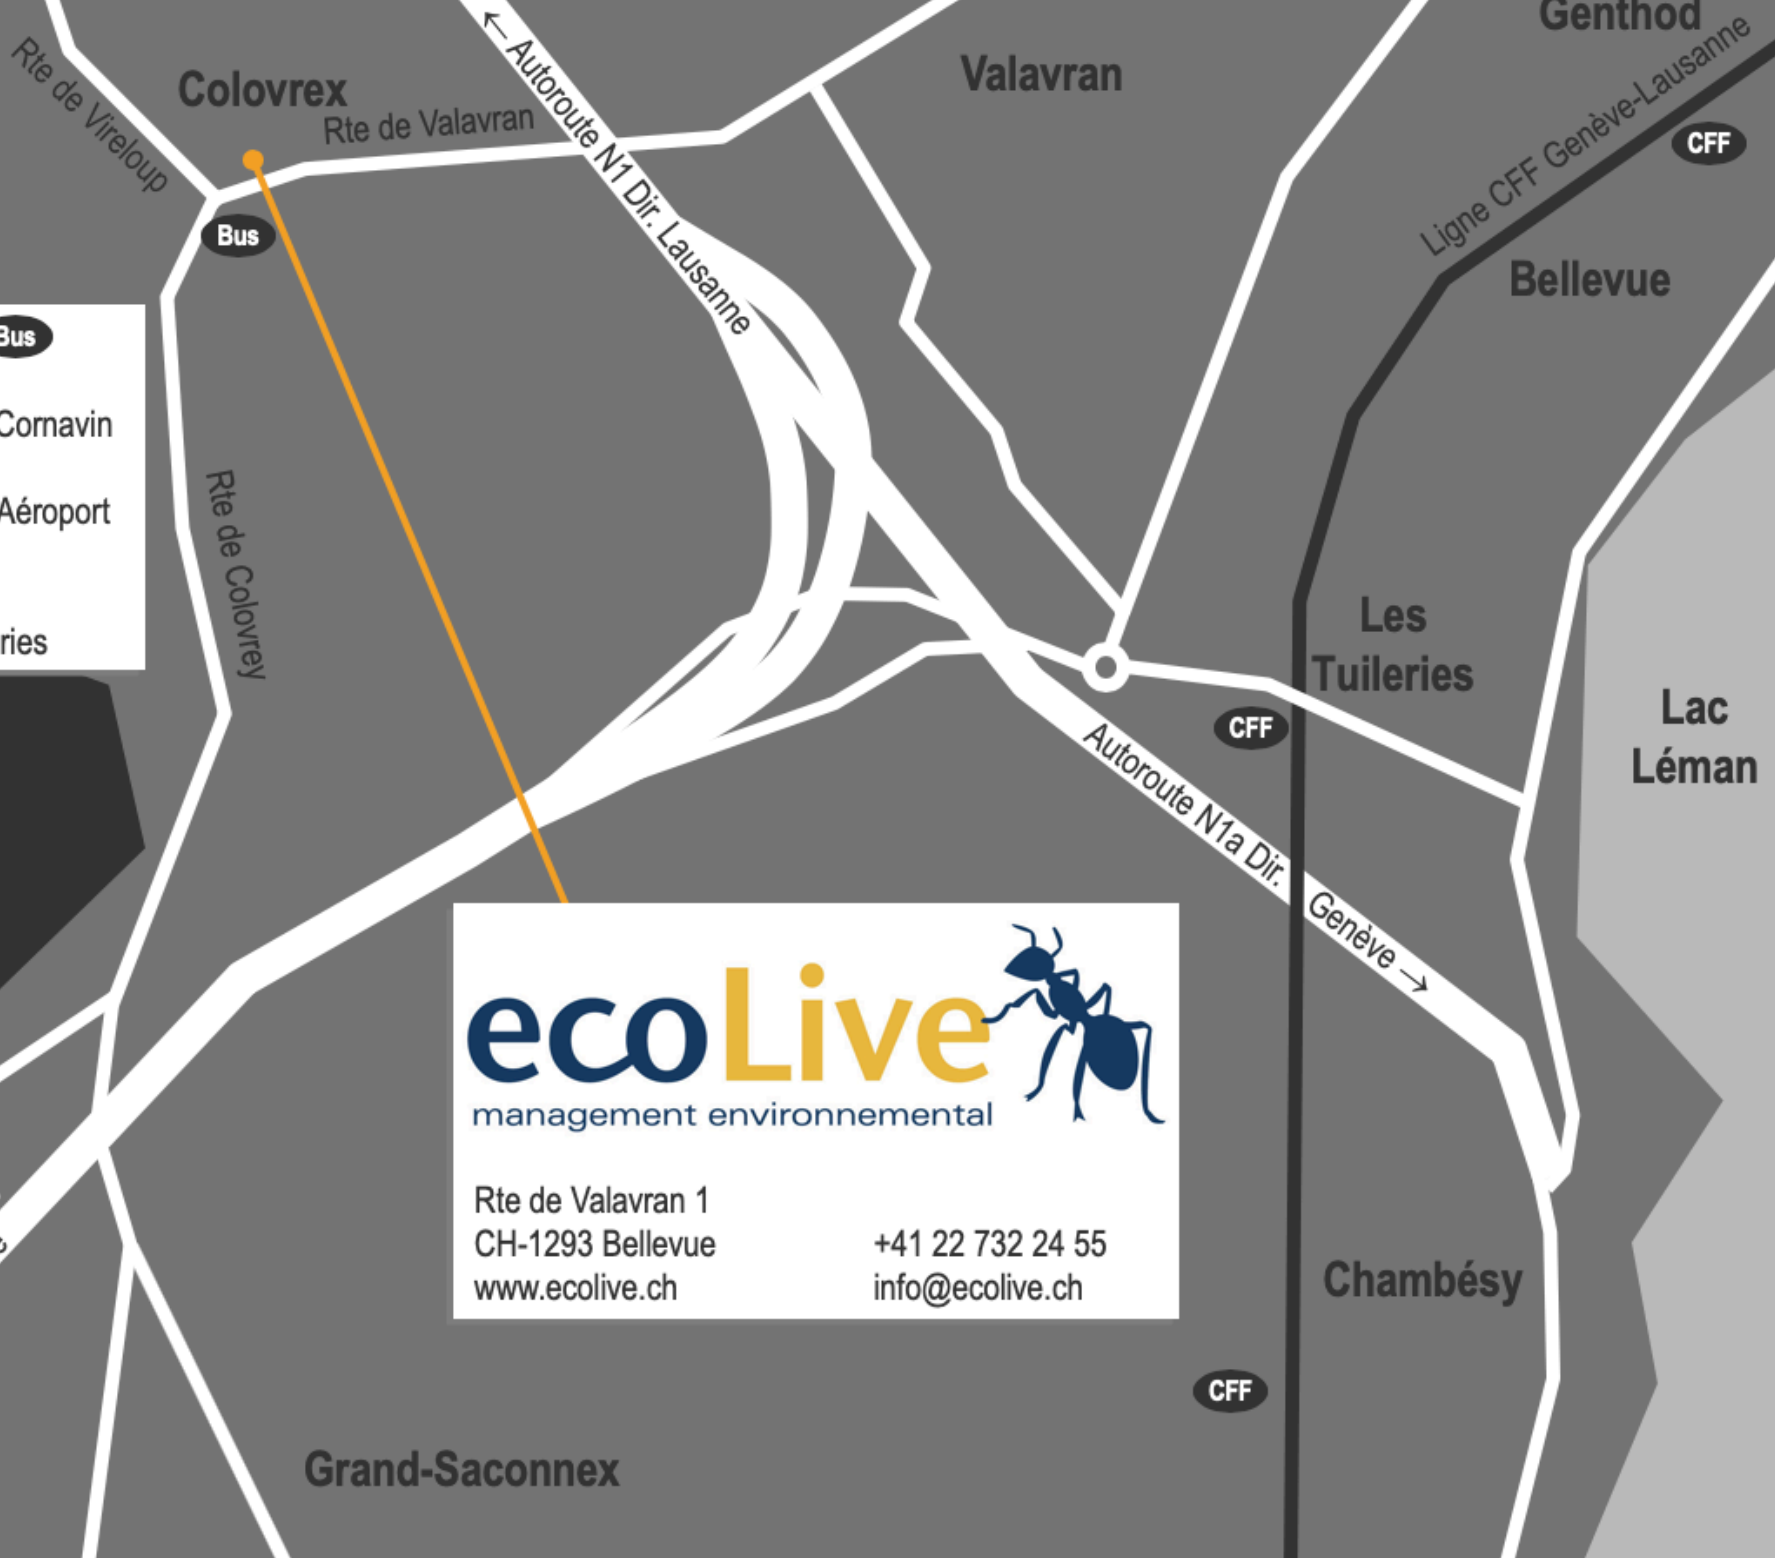 Genthod
Rte de Vireloup
Colovrex
Rte de Valavran
← Autoroute N1 Dir. Lausanne
Valavran
Ligne CFF Genève-Lausanne
CFF
Bus
Bellevue
Bus
Cornavin
Aéroport
ries
Rte de Colovrey
Les
Tuileries
CFF
Lac
Léman
Autoroute N1a Dir. Genève →
ecoLive
management environnemental
Rte de Valavran 1
CH-1293 Bellevue
+41 22 732 24 55
www.ecolive.ch
info@ecolive.ch
Chambésy
CFF
Grand-Saconnex